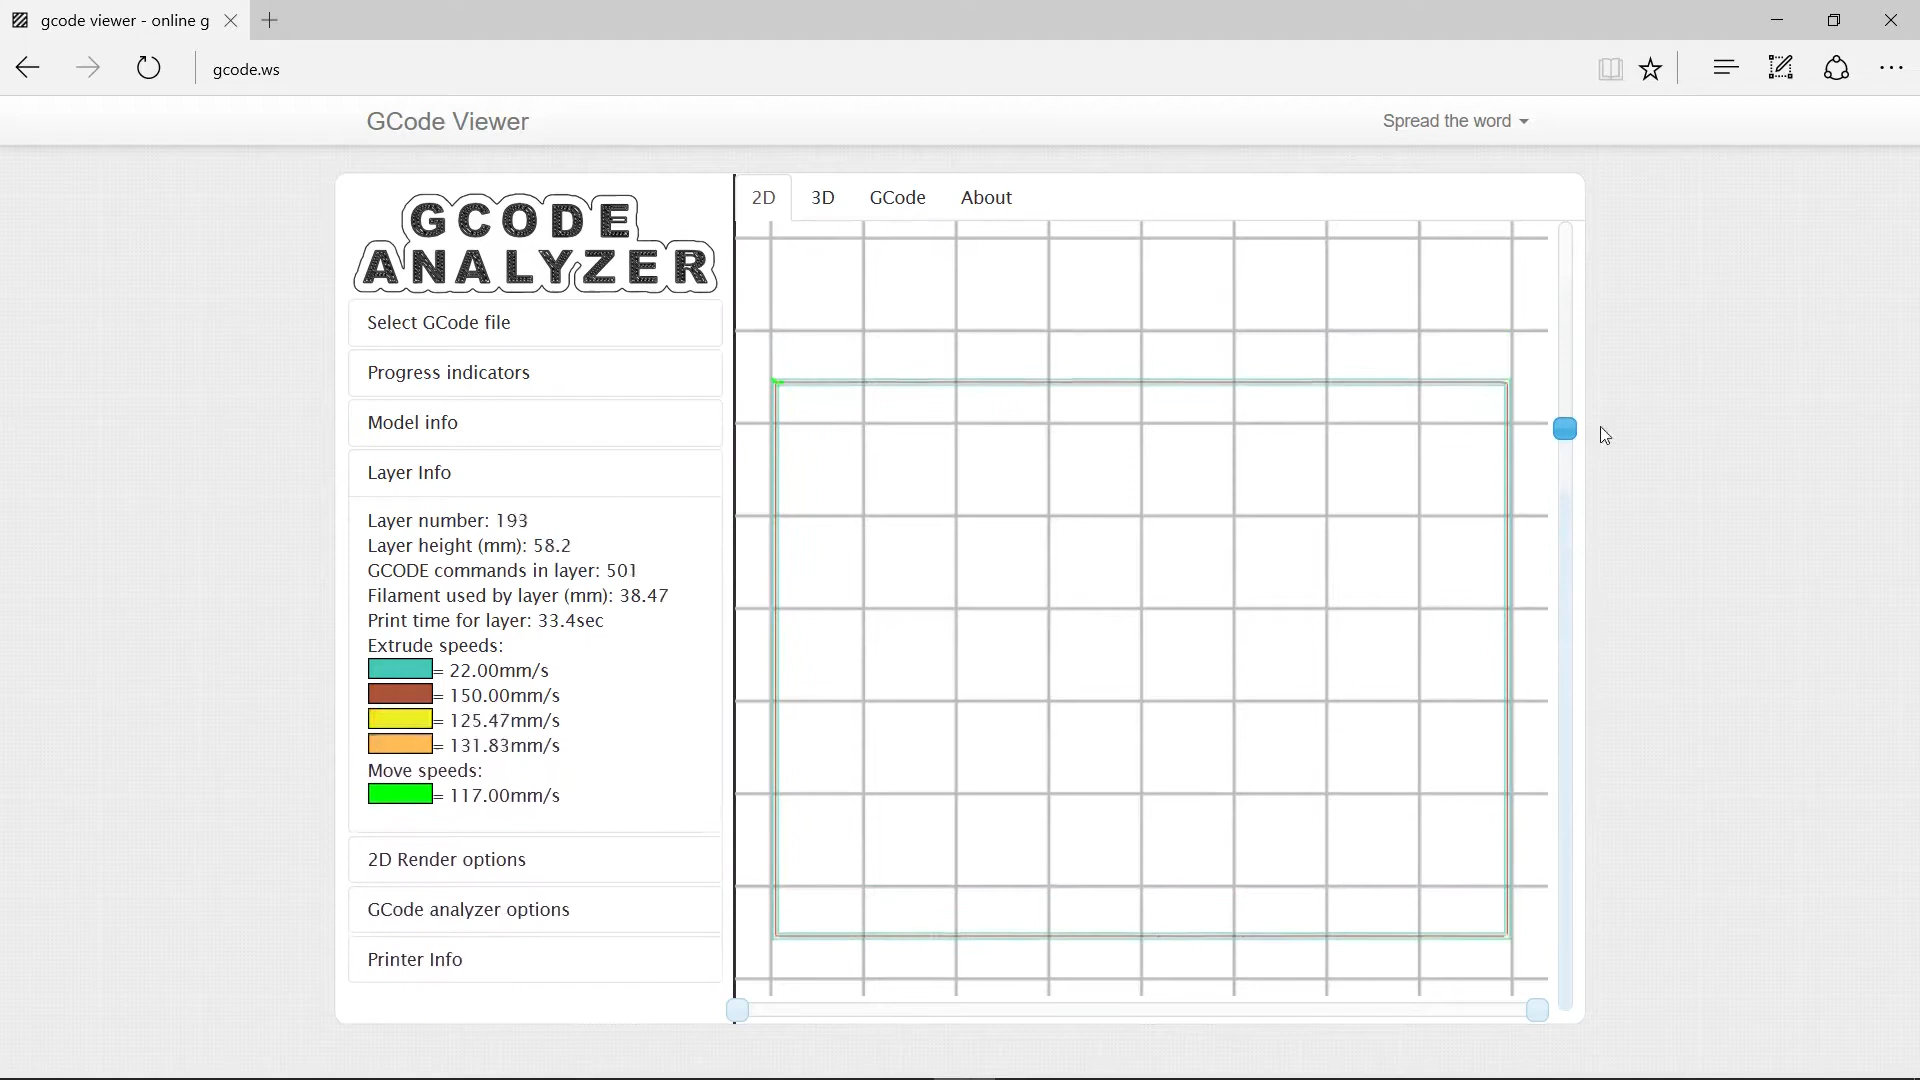 gcode viewer - online g
gcode.ws
GCode Viewer
Spread the word
GCODE
ANALYZER
2D
3D
GCode
About
Select GCode file
Progress indicators
Model info
Layer Info
Layer number: 193
Layer height (mm): 58.2
GCODE commands in layer: 501
Filament used by layer (mm): 38.47
Print time for layer: 33.4sec
Extrude speeds:
= 22.00mm/s
= 150.00mm/s
= 125.47mm/s
= 131.83mm/s
Move speeds:
= 117.00mm/s
2D Render options
GCode analyzer options
Printer Info